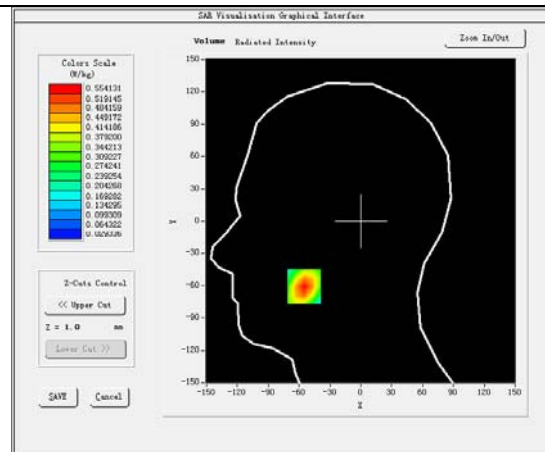 SAR Visualisation Graphical Interface
Volume Radiated Intensity
Zoom In/Out
Colors Scale
(W/kg)
0.554131
0.519145
0.484159
0.449172
0.414186
0.379200
0.344213
0.309227
0.274241
0.239254
0.204268
0.169282
0.134295
0.099309
0.064322
0.029336
Z-Cuts Control
<< Upper Cut
Z = 1.0 mm
Lower Cut >>
SAVE
Cancel
150
120
90
60
30
0
-30
-60
-90
-120
-150
Y
-150 -120 -90 -60 -30 0 30 60 90 120 150
X